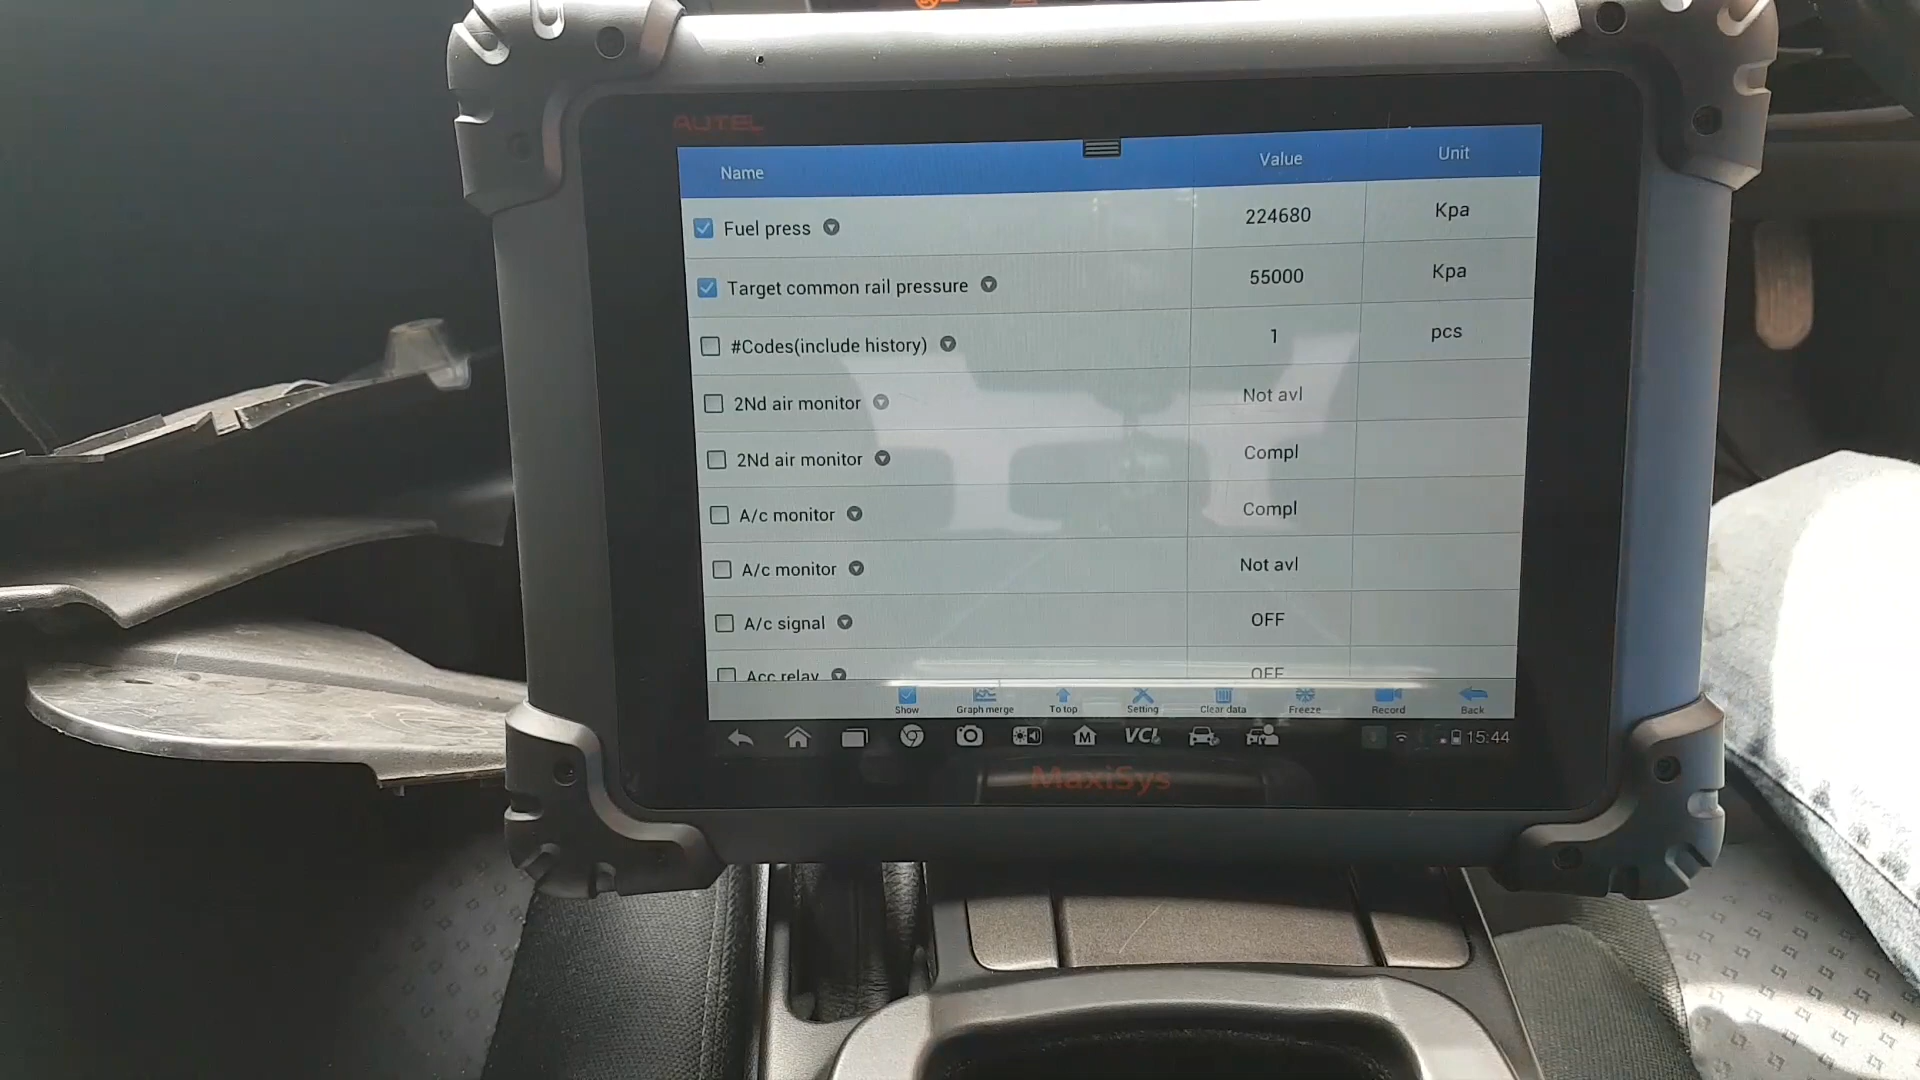 AUTEL
Name Value Unit
Fuel press 224680 Kpa
Target common rail pressure 55000 Kpa
#Codes(include history) 1 pcs
2Nd air monitor Not avl
2Nd air monitor Compl
A/c monitor Compl
A/c monitor Not avl
A/c signal OFF
Acc relay OFF
Show Graph merge To top Setting Clear data Freeze Record Back
M VCI 15:44
MaxiSys